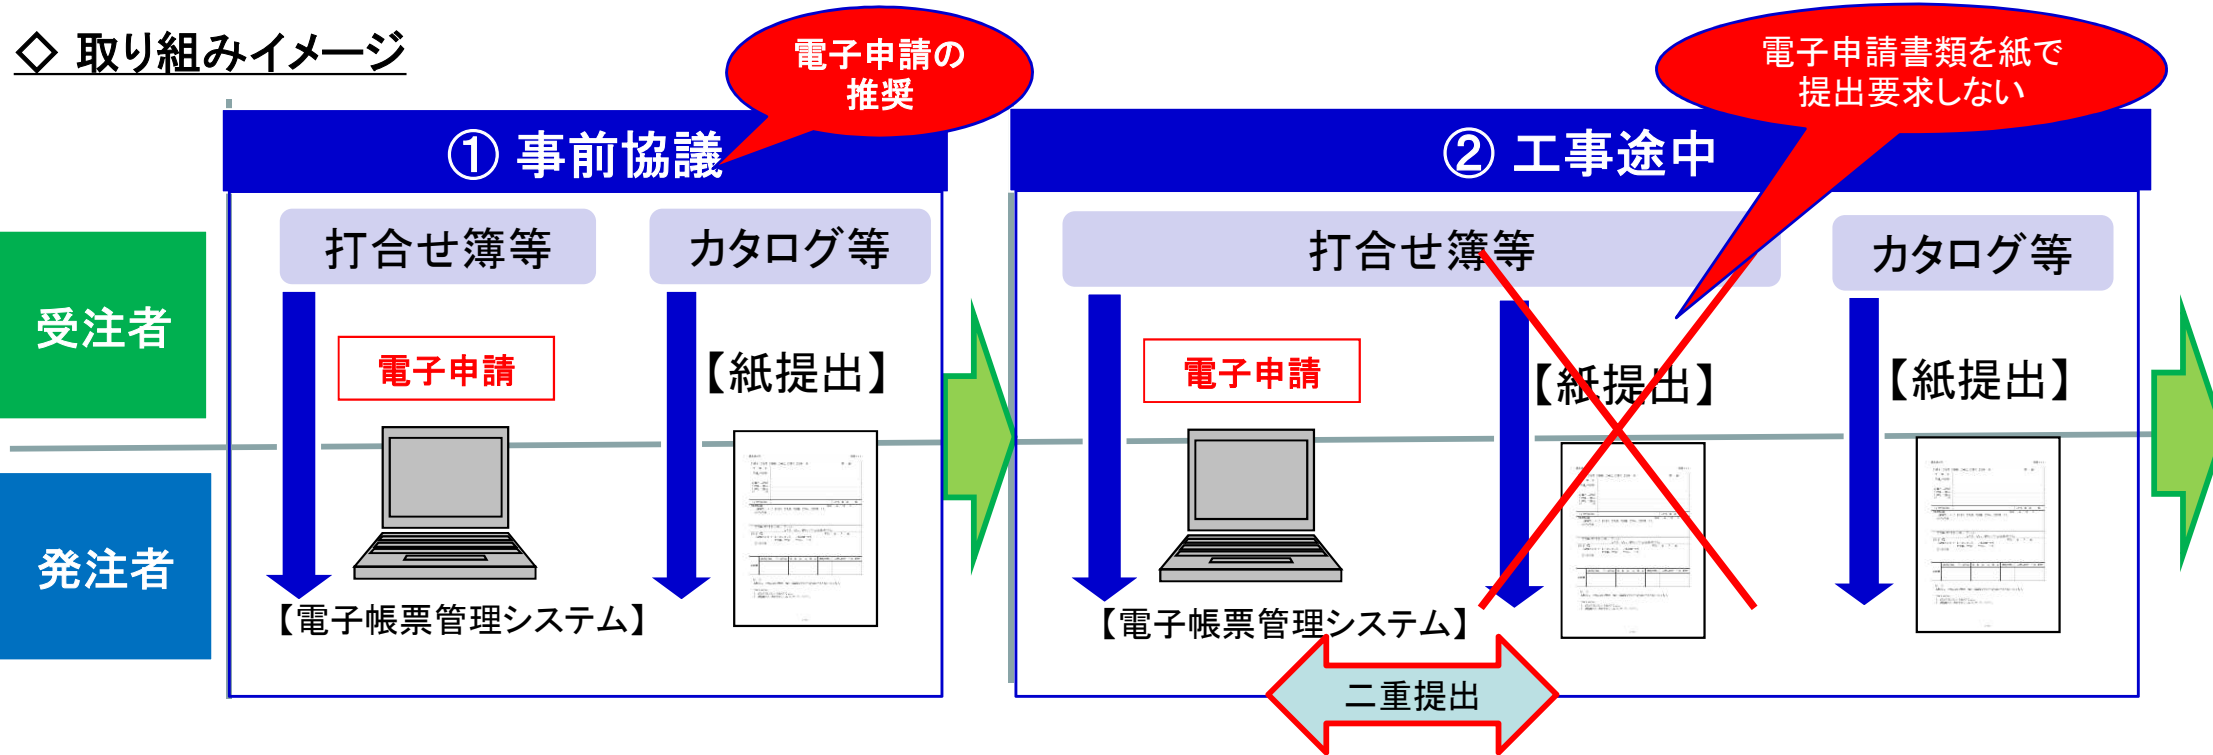 ◇ 取り組みイメージ
電子申請の
推奨
電子申請書類を紙で
提出要求しない
① 事前協議
② 工事途中
打合せ簿等
カタログ等
打合せ簿等
カタログ等
受注者
電子申請
【紙提出】
電子申請
【紙提出】
【紙提出】
発注者
【電子帳票管理システム】
【電子帳票管理システム】
二重提出